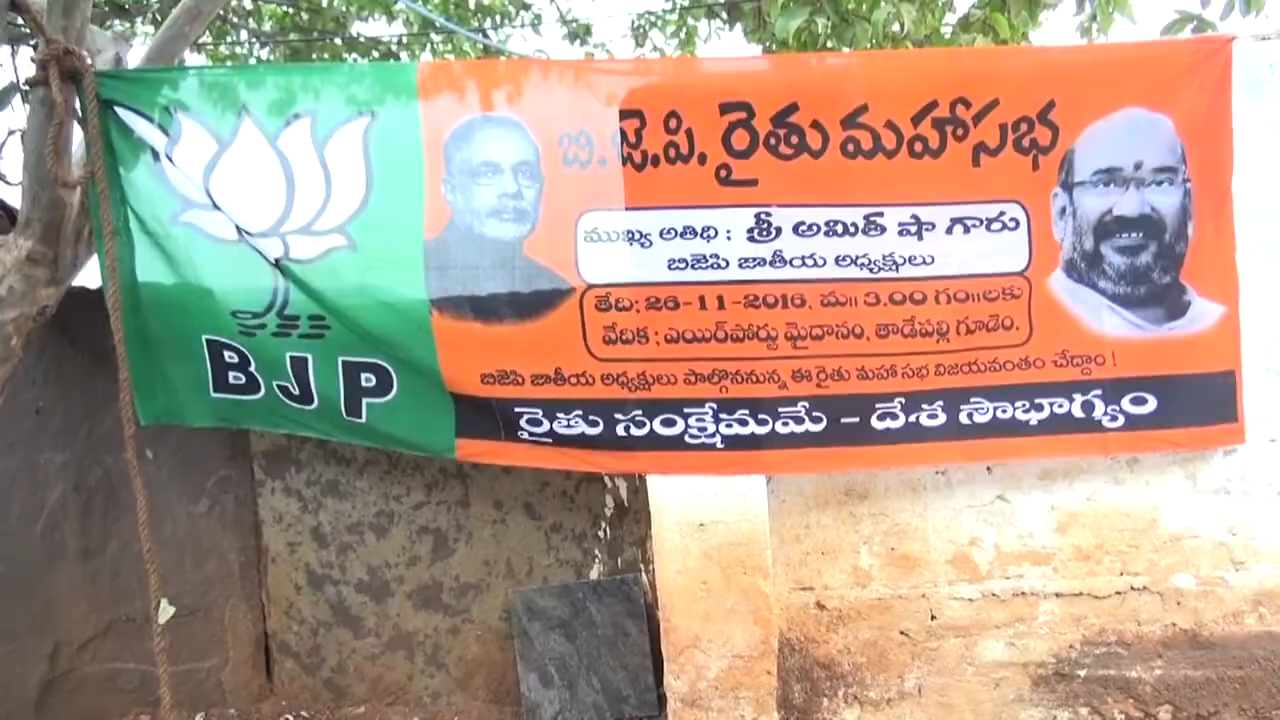 BJP
బి.జె.పి. రైతు మహాసభ
ముఖ్య అతిధి : శ్రీ అమిత్ షా గారు
బిజెపి జాతీయ అధ్యక్షులు
తేది: 26-11-2016, మ॥ 3.00 గం॥లకు
వేదిక : ఎయిర్‌పోర్టు మైదానం, తాడేపల్లి గూడెం.
బిజెపి జాతీయ అధ్యక్షులు పాల్గొననున్న ఈ రైతు మహా సభ విజయవంతం చేద్దాం !
రైతు సంక్షేమమే - దేశ సౌభాగ్యం